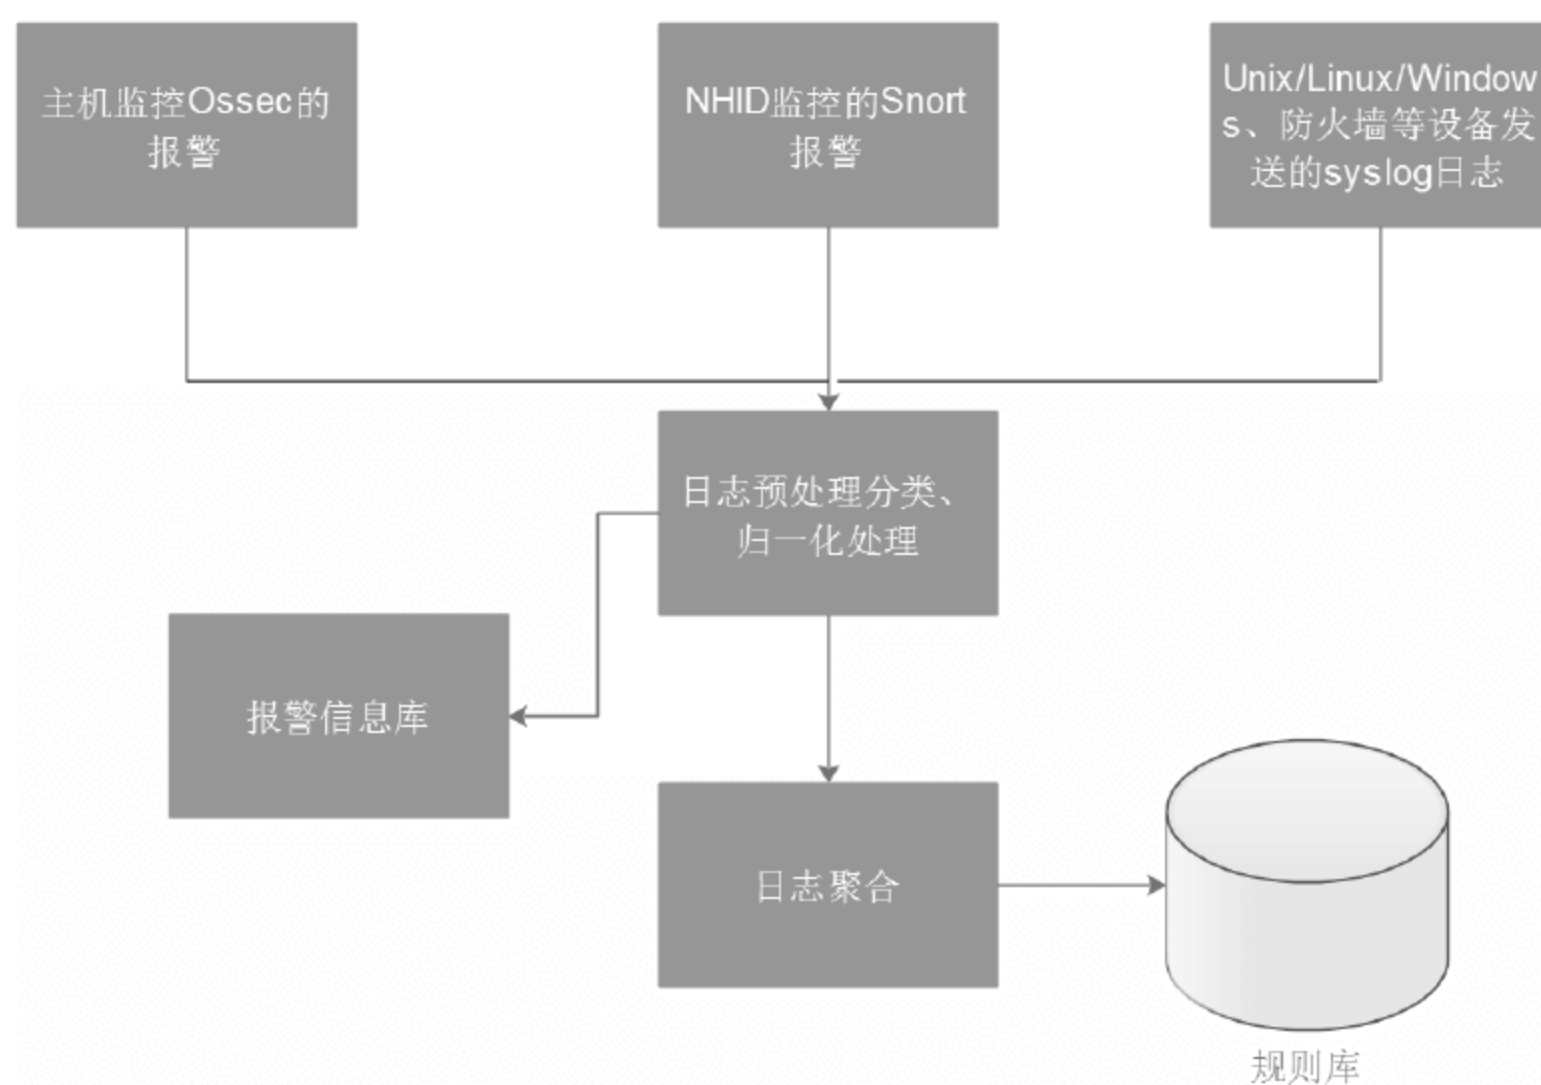 主机监控Ossec的
报警
NHID监控的Snort
报警
Unix/Linux/Window
s、防火墙等设备发
送的syslog日志
日志预处理分类、
归一化处理
报警信息库
日志聚合
规则库